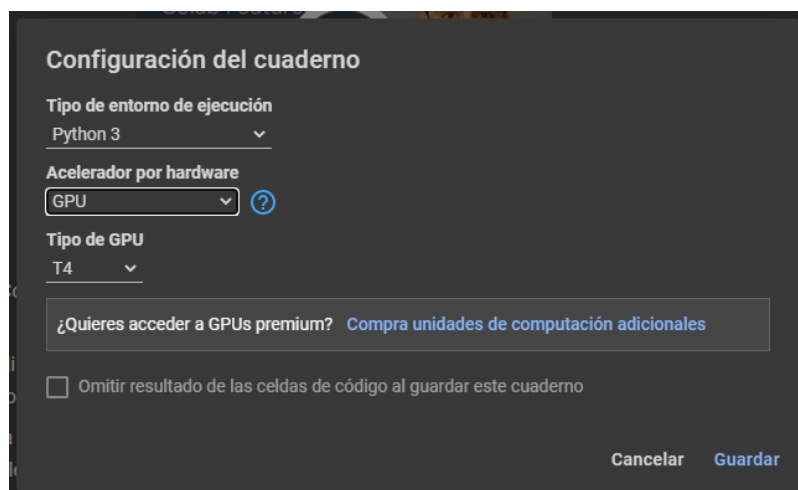 Configuración del cuaderno
Tipo de entorno de ejecución
Python 3
Acelerador por hardware
GPU
?
Tipo de GPU
T4
¿Quieres acceder a GPUs premium? Compra unidades de computación adicionales
Omitir resultado de las celdas de código al guardar este cuaderno
Cancelar Guardar